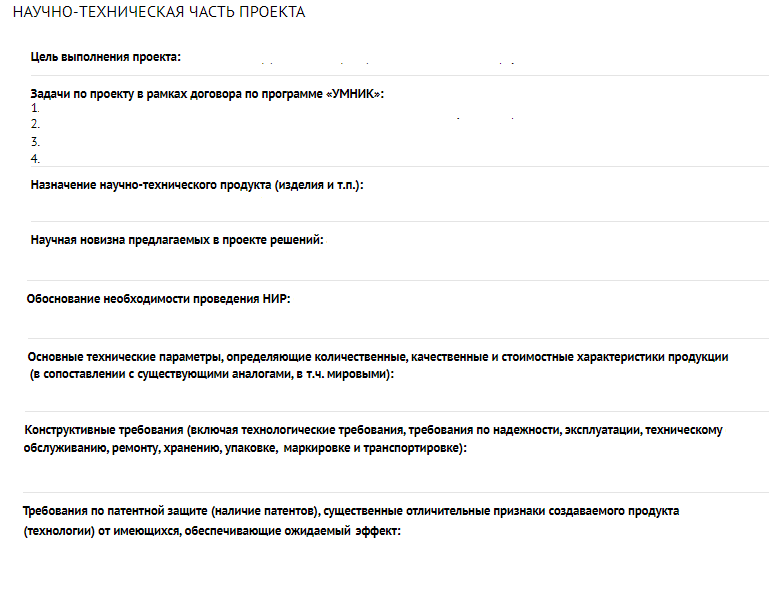 НАУЧНО-ТЕХНИЧЕСКАЯ ЧАСТЬ ПРОЕКТА
Цель выполнения проекта:
Задачи по проекту в рамках договора по программе «УМНИК»:
1.
2.
3.
4.
Назначение научно-технического продукта (изделия и т.п.):
Научная новизна предлагаемых в проекте решений:
Обоснование необходимости проведения НИР:
Основные технические параметры, определяющие количественные, качественные и стоимостные характеристики продукции
(в сопоставлении с существующими аналогами, в т.ч. мировыми):
Конструктивные требования (включая технологические требования, требования по надежности, эксплуатации, техническому
обслуживанию, ремонту, хранению, упаковке, маркировке и транспортировке):
Требования по патентной защите (наличие патентов), существенные отличительные признаки создаваемого продукта
(технологии) от имеющихся, обеспечивающие ожидаемый эффект: